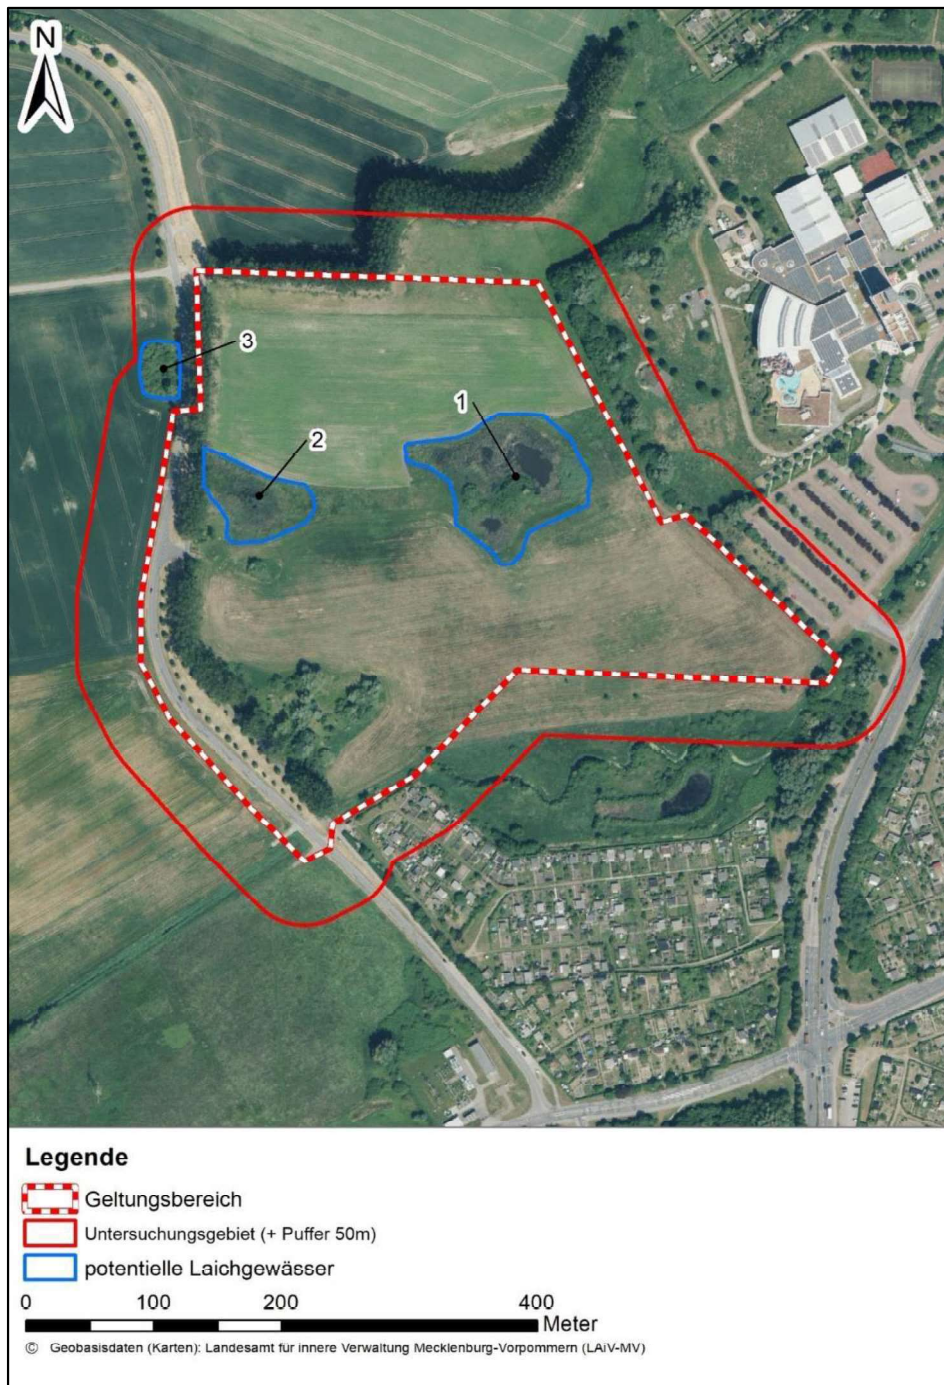 N
3
1
2
Legende
Geltungsbereich
Untersuchungsgebiet (+ Puffer 50m)
potentielle Laichgewässer
0 100 200 400
Meter
© Geobasisdaten (Karten): Landesamt für innere Verwaltung Mecklenburg-Vorpommern (LAiV-MV)